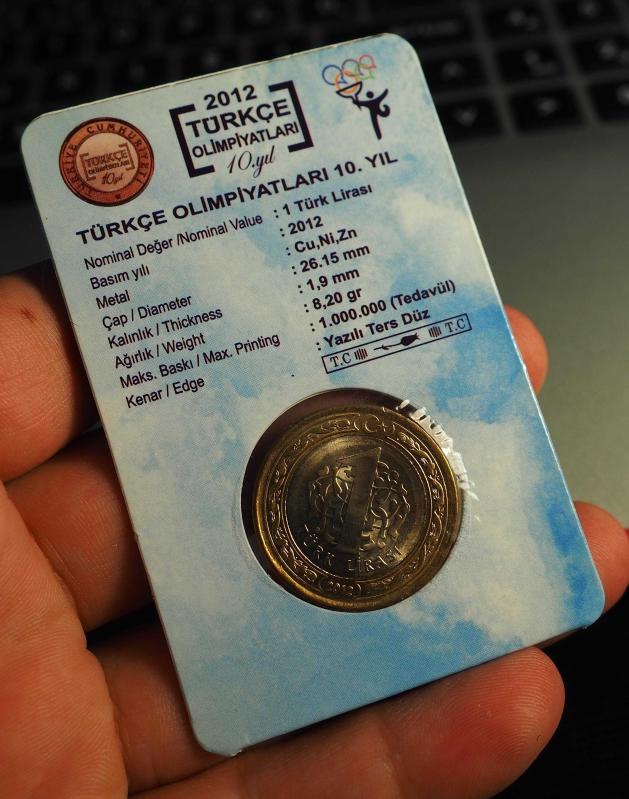 2012
TÜRKÇE
OLİMPİYATLARI
10.yıl
TÜRKİYE CUMHURİYETİ
TÜRKÇE
OLİMPİYATLARI
10.yıl
TÜRKÇE OLİMPİYATLARI 10. YIL
Nominal Değer /Nominal Value : 1 Türk Lirası
Basım yılı : 2012
Metal : Cu,Ni,Zn
Çap / Diameter : 26.15 mm
Kalınlık / Thickness : 1,9 mm
Ağırlık / Weight : 8,20 gr
Maks. Baskı / Max. Printing : 1.000.000 (Tedavül)
Kenar / Edge : Yazılı Ters Düz
T.C T.C
1
TÜRK LİRASI
2012